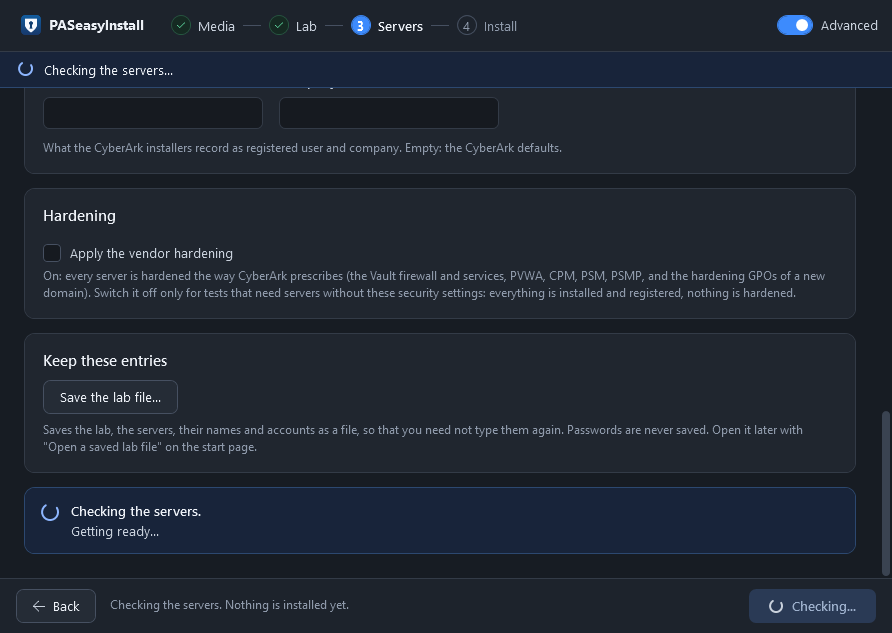 PASeasyInstall
Media
Lab
3
Servers
4
Install
Advanced
Checking the servers...
What the CyberArk installers record as registered user and company. Empty: the CyberArk defaults.
Hardening
Apply the vendor hardening
On: every server is hardened the way CyberArk prescribes (the Vault firewall and services, PVWA, CPM, PSM, PSMP, and the hardening GPOs of a new
domain). Switch it off only for tests that need servers without these security settings: everything is installed and registered, nothing is hardened.
Keep these entries
Save the lab file...
Saves the lab, the servers, their names and accounts as a file, so that you need not type them again. Passwords are never saved. Open it later with
"Open a saved lab file" on the start page.
Checking the servers.
Getting ready...
Back
Checking the servers. Nothing is installed yet.
Checking...